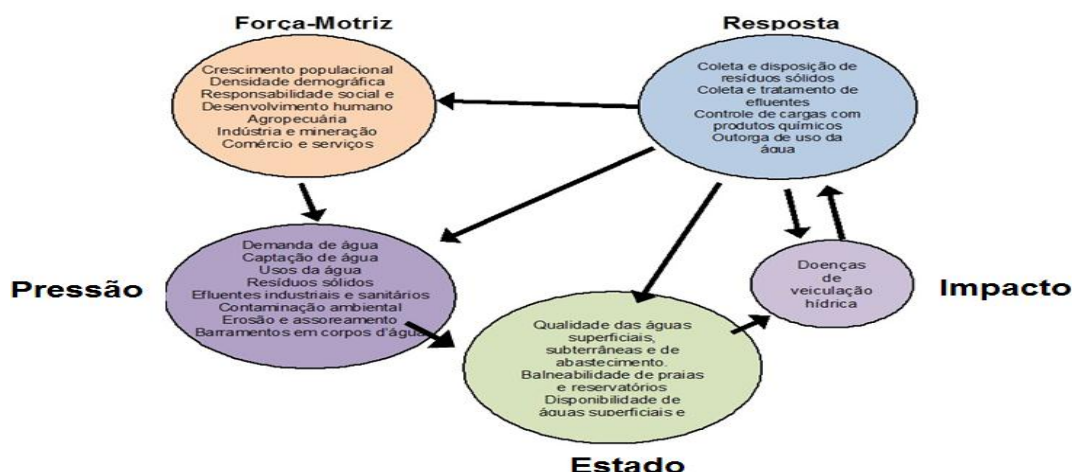 Força-Motriz
Crescimento populacional
Densidade demográfica
Responsabilidade social e
Desenvolvimento humano
Agropecuária
Indústria e mineração
Comércio e serviços
Resposta
Coleta e disposição de
resíduos sólidos
Coleta e tratamento de
efluentes
Controle de cargas com
produtos químicos
Outorga de uso da
água
Pressão
Demanda de água
Captação de água
Usos da água
Resíduos sólidos
Efluentes industriais e sanitários
Contaminação ambiental
Erosão e assoreamento
Barramentos em corpos d'água
Impacto
Doenças
de
veiculação
hídrica
Qualidade das águas
superficiais,
subterrâneas e de
abastecimento.
Balneabilidade de praias
e reservatórios
Disponibilidade de
águas superficiais e
Estado